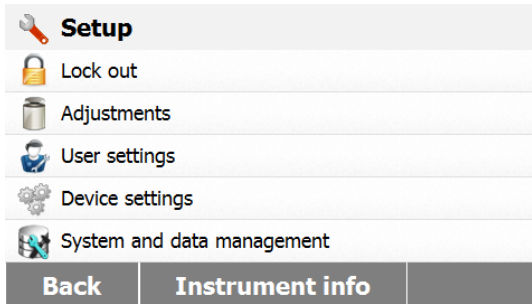 Setup
Lock out
Adjustments
User settings
Device settings
System and data management
Back Instrument info